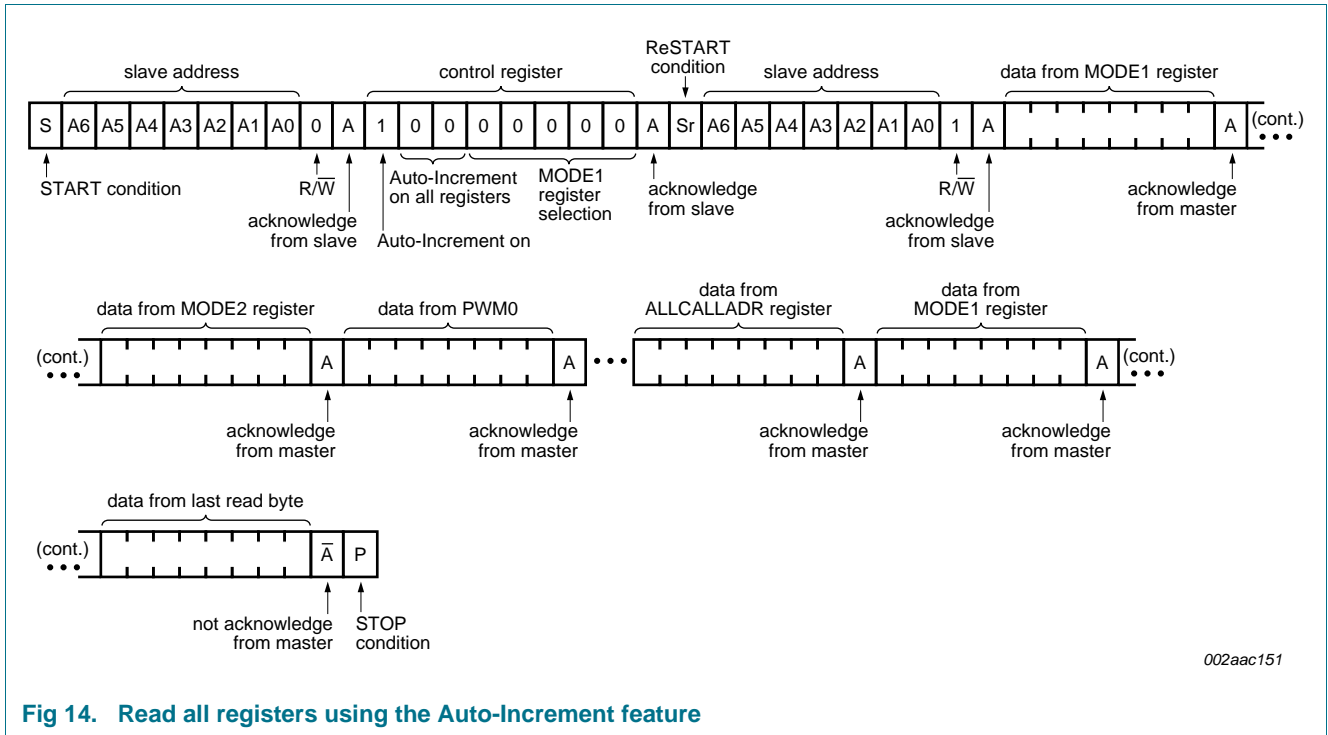 ReSTART
condition
slave address
control register
slave address
data from MODE1 register
S A6 A5 A4 A3 A2 A1 A0 0 A 1 0 0 0 0 0 0 0 A Sr A6 A5 A4 A3 A2 A1 A0 1 A A (cont.)
START condition
R/W̅
acknowledge
from slave
Auto-Increment on
Auto-Increment
on all registers
MODE1
register
selection
acknowledge
from slave
R/W̅
acknowledge
from slave
acknowledge
from master
data from MODE2 register
data from PWM0
data from
ALLCALLADR register
data from
MODE1 register
(cont.) A A A A (cont.)
acknowledge
from master
acknowledge
from master
acknowledge
from master
acknowledge
from master
data from last read byte
(cont.) A̅ P
not acknowledge
from master
STOP
condition
002aac151
Fig 14. Read all registers using the Auto-Increment feature